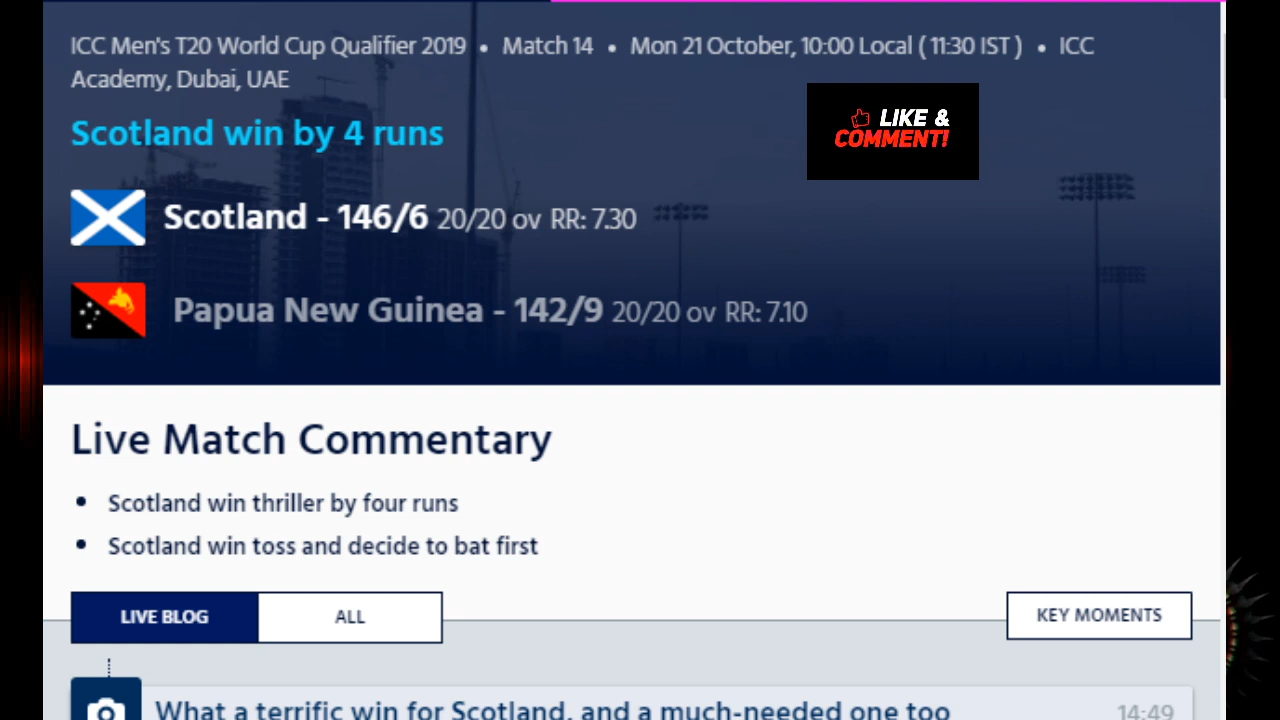 ICC Men's T20 World Cup Qualifier 2019 • Match 14 • Mon 21 October, 10:00 Local ( 11:30 IST ) • ICC
Academy, Dubai, UAE
LIKE &
COMMENT!
Scotland win by 4 runs
Scotland - 146/6 20/20 ov RR: 7.30
Papua New Guinea - 142/9 20/20 ov RR: 7.10
Live Match Commentary
• Scotland win thriller by four runs
• Scotland win toss and decide to bat first
LIVE BLOG ALL KEY MOMENTS
What a terrific win for Scotland, and a much-needed one too 14:49